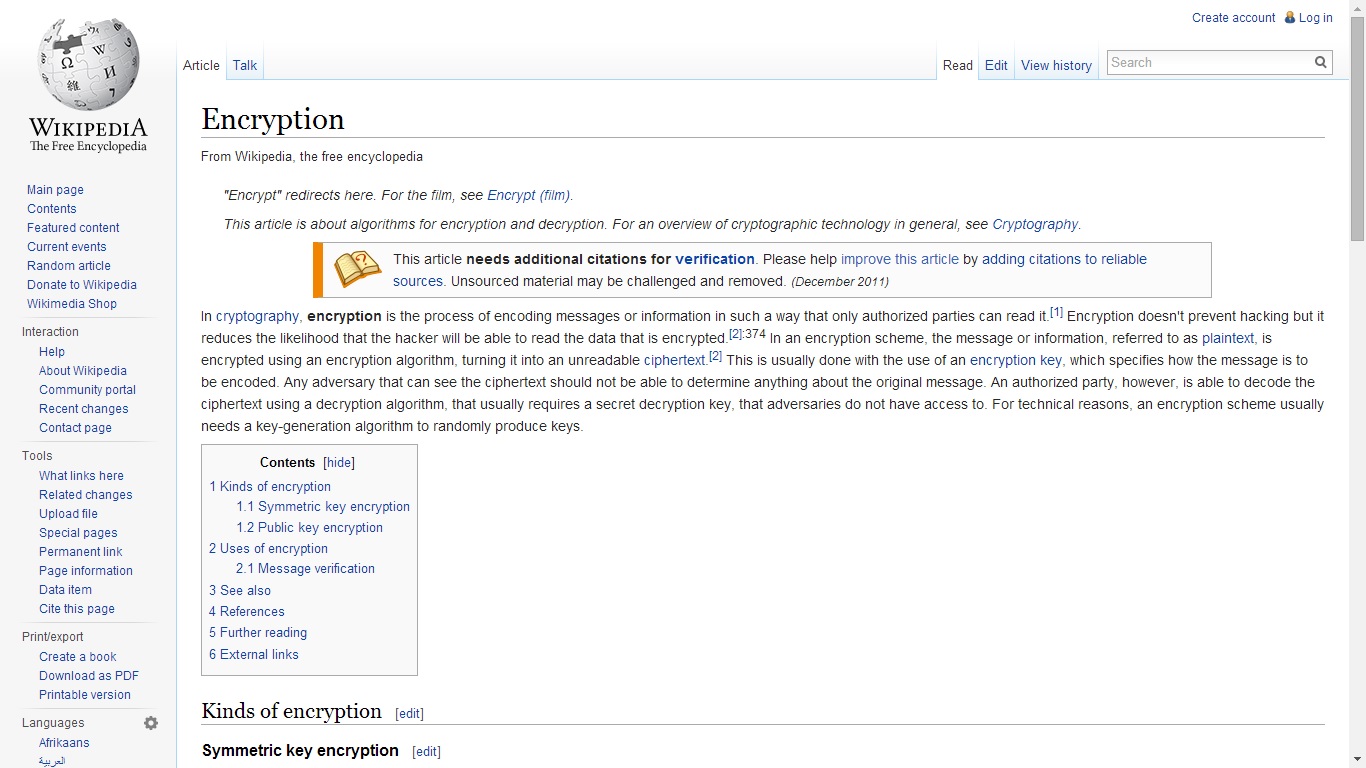 Create account Log in
Article Talk Read Edit View history Search
WIKIPEDIA
The Free Encyclopedia
Main page
Contents
Featured content
Current events
Random article
Donate to Wikipedia
Wikimedia Shop
Interaction
Help
About Wikipedia
Community portal
Recent changes
Contact page
Tools
What links here
Related changes
Upload file
Special pages
Permanent link
Page information
Data item
Cite this page
Print/export
Create a book
Download as PDF
Printable version
Languages
Afrikaans
العربية
Encryption
From Wikipedia, the free encyclopedia
"Encrypt" redirects here. For the film, see Encrypt (film).
This article is about algorithms for encryption and decryption. For an overview of cryptographic technology in general, see Cryptography.
This article needs additional citations for verification. Please help improve this article by adding citations to reliable
sources. Unsourced material may be challenged and removed. (December 2011)
In cryptography, encryption is the process of encoding messages or information in such a way that only authorized parties can read it.[1] Encryption doesn't prevent hacking but it
reduces the likelihood that the hacker will be able to read the data that is encrypted.[2]:374 In an encryption scheme, the message or information, referred to as plaintext, is
encrypted using an encryption algorithm, turning it into an unreadable ciphertext.[2] This is usually done with the use of an encryption key, which specifies how the message is to
be encoded. Any adversary that can see the ciphertext should not be able to determine anything about the original message. An authorized party, however, is able to decode the
ciphertext using a decryption algorithm, that usually requires a secret decryption key, that adversaries do not have access to. For technical reasons, an encryption scheme usually
needs a key-generation algorithm to randomly produce keys.
Contents [hide]
1 Kinds of encryption
1.1 Symmetric key encryption
1.2 Public key encryption
2 Uses of encryption
2.1 Message verification
3 See also
4 References
5 Further reading
6 External links
Kinds of encryption [edit]
Symmetric key encryption [edit]